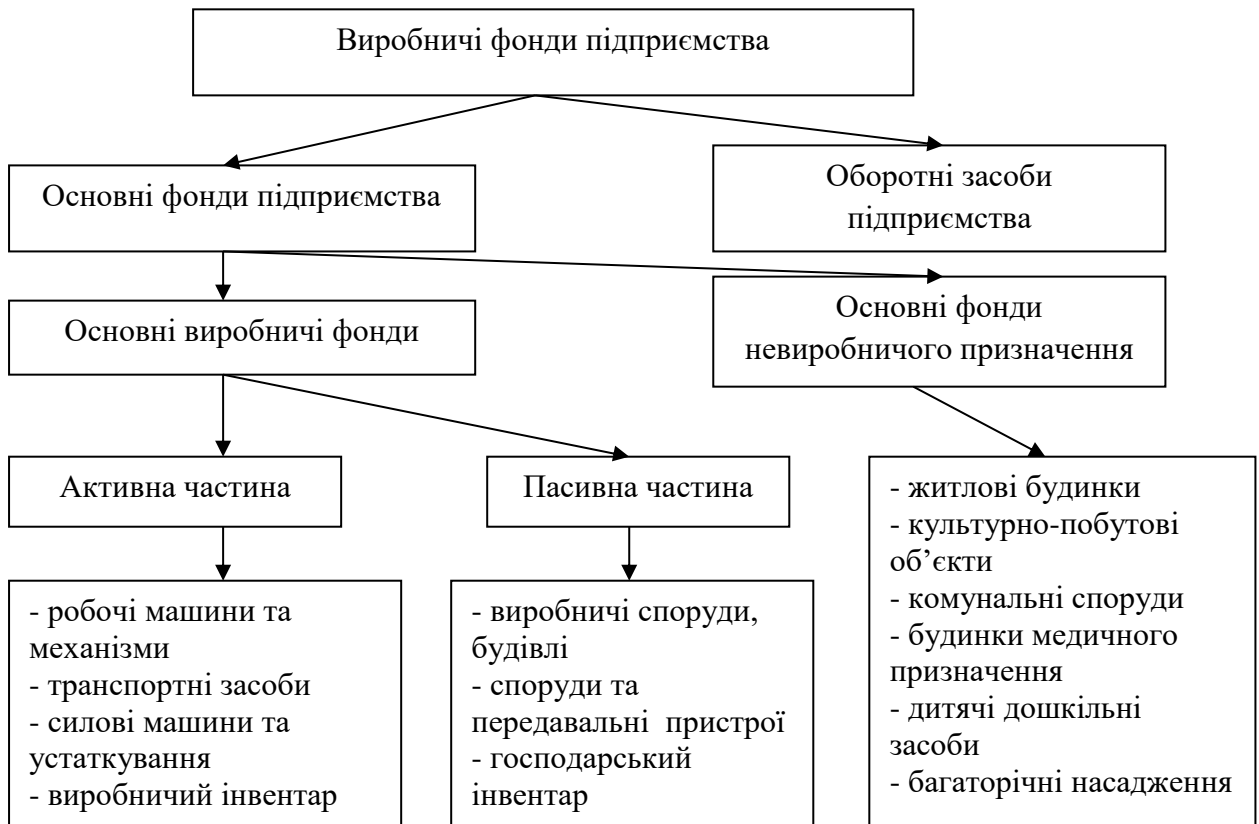 Виробничі фонди підприємства
Основні фонди підприємства
Оборотні засоби
підприємства
Основні виробничі фонди
Основні фонди
невиробничого призначення
Активна частина
Пасивна частина
- робочі машини та
механізми
- транспортні засоби
- силові машини та
устаткування
- виробничий інвентар
- виробничі споруди,
будівлі
- споруди та
передавальні пристрої
- господарський
інвентар
- житлові будинки
- культурно-побутові
об’єкти
- комунальні споруди
- будинки медичного
призначення
- дитячі дошкільні
засоби
- багаторічні насадження